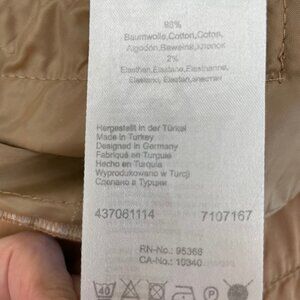 98%
Baumwolle,Cotton,Coton,
Algodón,Bawełna,хлопок
2%
Elasthan,Elastane,Élasthanne,
Elastano, Elastan,эластан
Hergestellt in der Türkei
Made in Turkey
Designed in Germany
Fabriqué en Turquie
Hecho en Turquía
Wyprodukowano w Turcji
Сделано в Турции
437061114 7107167
RN-No.: 95368
CA-No.: 19340
40 P